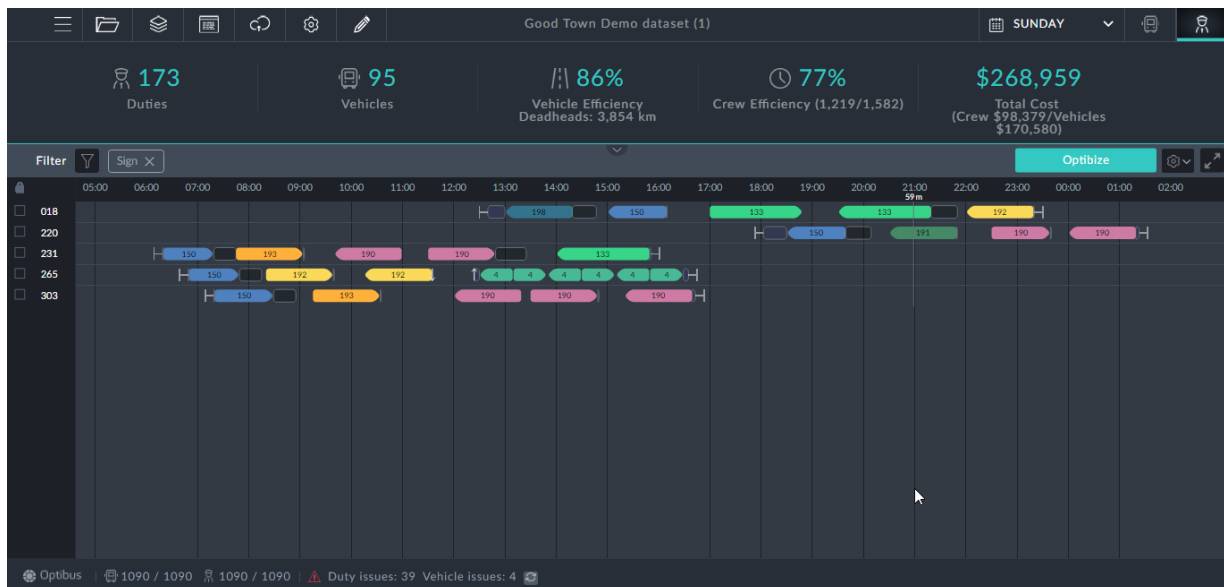 Good Town Demo dataset (1) SUNDAY
173 95 86% 77% $268,959
Duties Vehicles Vehicle Efficiency Crew Efficiency (1,219/1,582) Total Cost
Deadheads: 3,854 km (Crew $98,379/Vehicles
$170,580)
Filter Sign Optibize
05:00 06:00 07:00 08:00 09:00 10:00 11:00 12:00 13:00 14:00 15:00 16:00 17:00 18:00 19:00 20:00 21:00 22:00 23:00 00:00 01:00 02:00
59m
018 198 150 133 133 192
220 150 191 190 190
231 150 193 190 190 133
265 150 192 192 4 4 4 4 4 4
303 150 193 190 190 190
Optibus 1090 / 1090 1090 / 1090 Duty issues: 39 Vehicle issues: 4